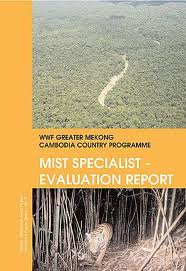 WWF GREATER MEKONG
CAMBODIA COUNTRY PROGRAMME
MIST SPECIALIST -
EVALUATION REPORT